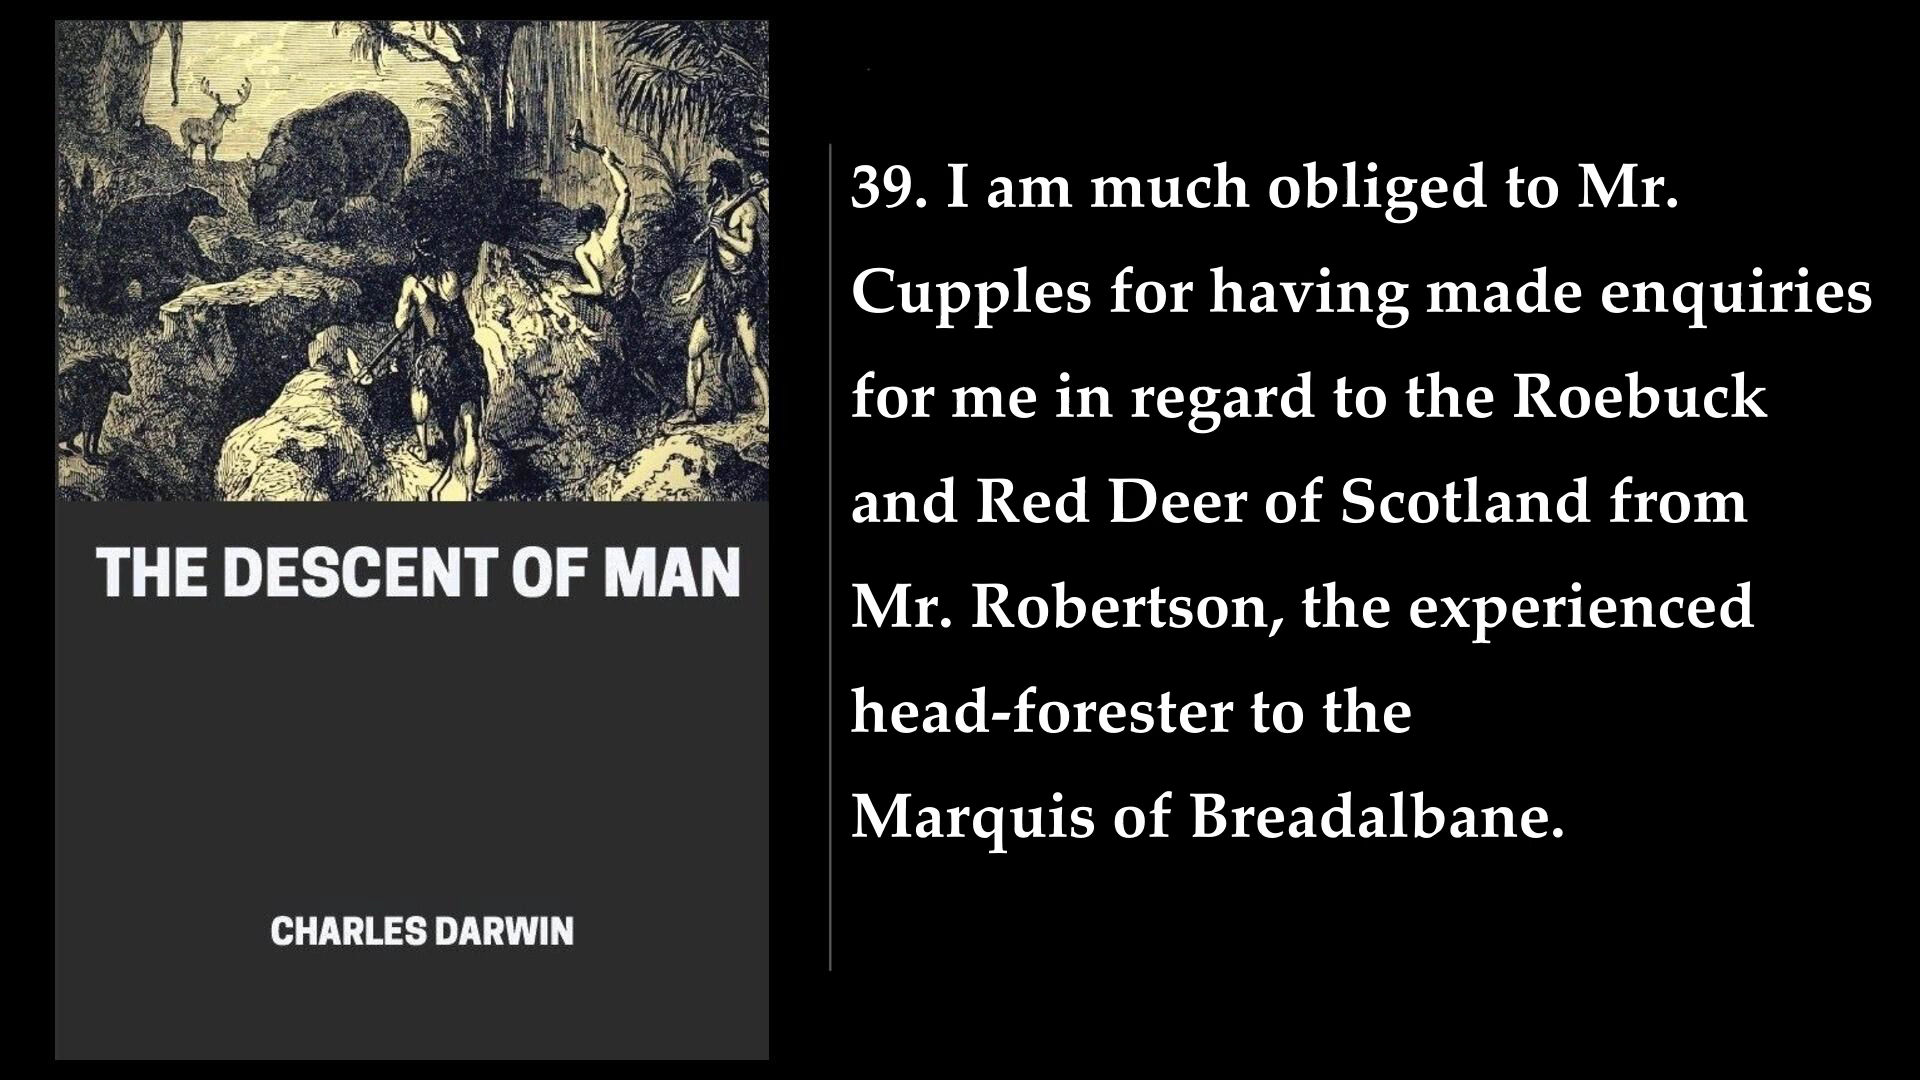 THE DESCENT OF MAN
CHARLES DARWIN
39. I am much obliged to Mr.
Cupples for having made enquiries
for me in regard to the Roebuck
and Red Deer of Scotland from
Mr. Robertson, the experienced
head-forester to the
Marquis of Breadalbane.